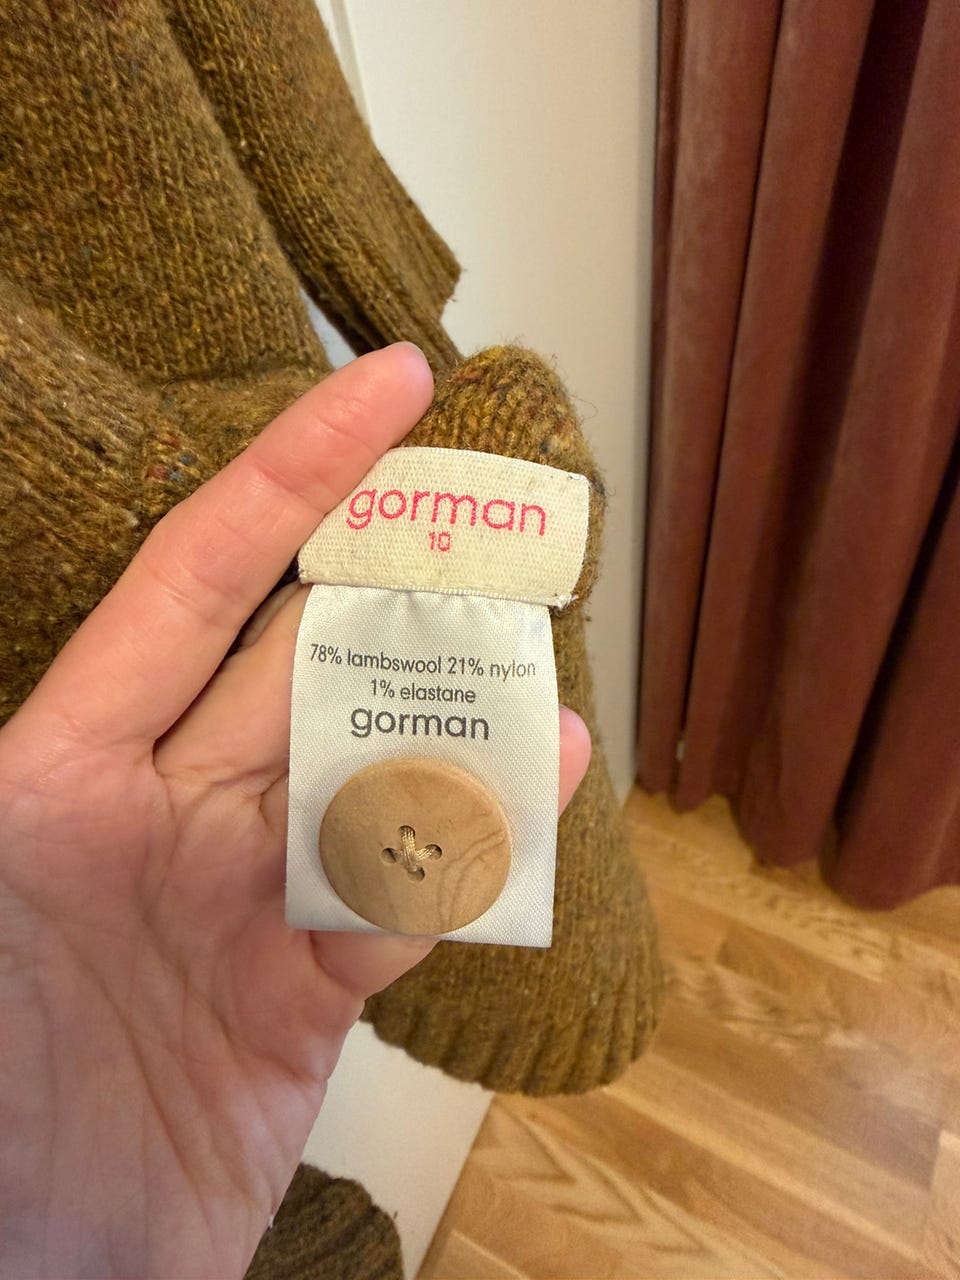 gorman
10
78% lambswool 21% nylon
1% elastane
gorman